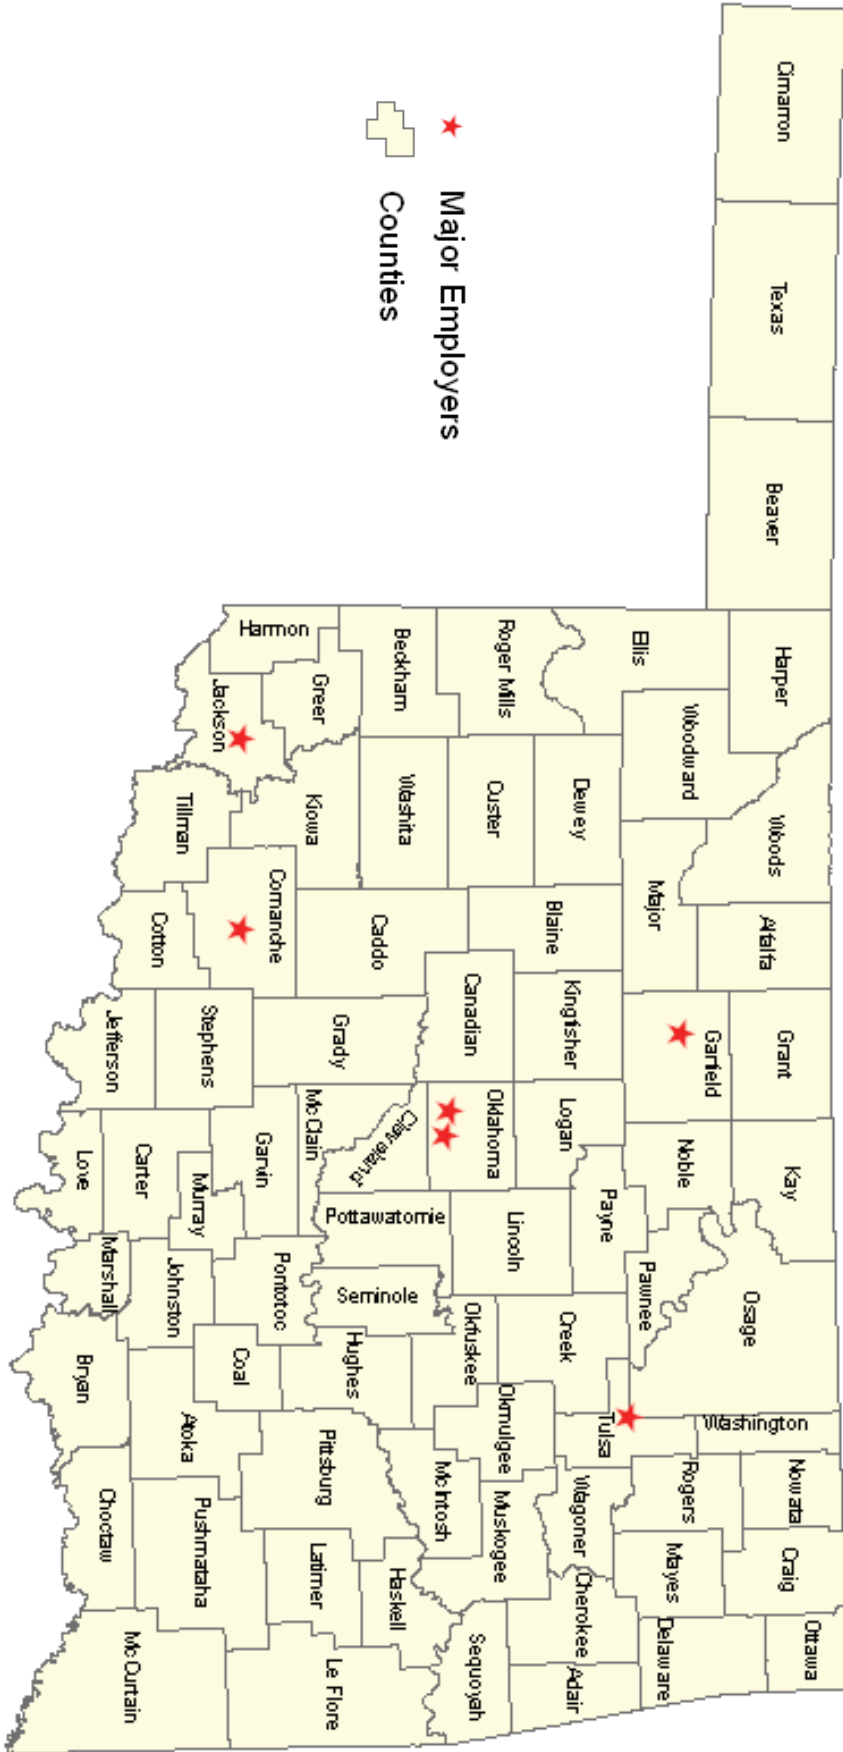 Cimarron
Texas
Beaver
Harper
Woods
Alfalfa
Grant
Kay
Osage
Washington
Nowata
Craig
Ottawa
Ellis
Woodward
Major
Garfield
Noble
Pawnee
Tulsa
Rogers
Mayes
Delaware
Roger Mills
Dewey
Custer
Blaine
Kingfisher
Logan
Payne
Creek
Wagoner
Cherokee
Adair
Beckham
Washita
Caddo
Canadian
Oklahoma
Lincoln
Okfuskee
Okmulgee
Muskogee
McIntosh
Sequoyah
Harmon
Greer
Kiowa
Jackson
Comanche
Grady
McClain
Cleveland
Pottawatomie
Seminole
Hughes
Pittsburg
Haskell
Latimer
Le Flore
Tillman
Cotton
Stephens
Garvin
Murray
Pontotoc
Coal
Atoka
Pushmataha
McCurtain
Jefferson
Carter
Love
Johnston
Marshall
Bryan
Choctaw
Major Employers
Counties